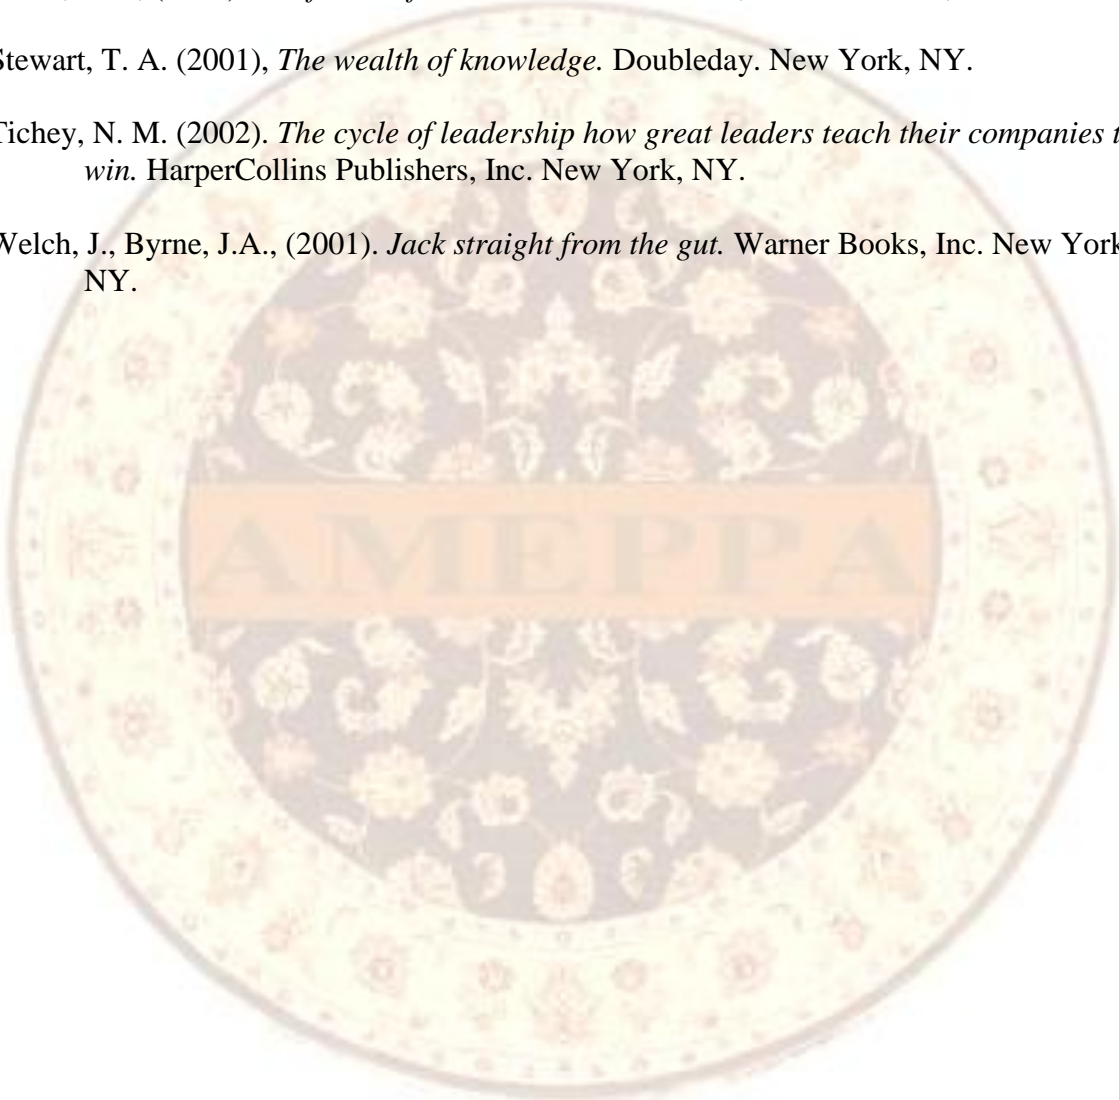 Stewart, T. A. (2001), The wealth of knowledge. Doubleday. New York, NY.
Tichey, N. M. (2002). The cycle of leadership how great leaders teach their companies t
win. HarperCollins Publishers, Inc. New York, NY.
Welch, J., Byrne, J.A., (2001). Jack straight from the gut. Warner Books, Inc. New York
NY.
AMEPPA